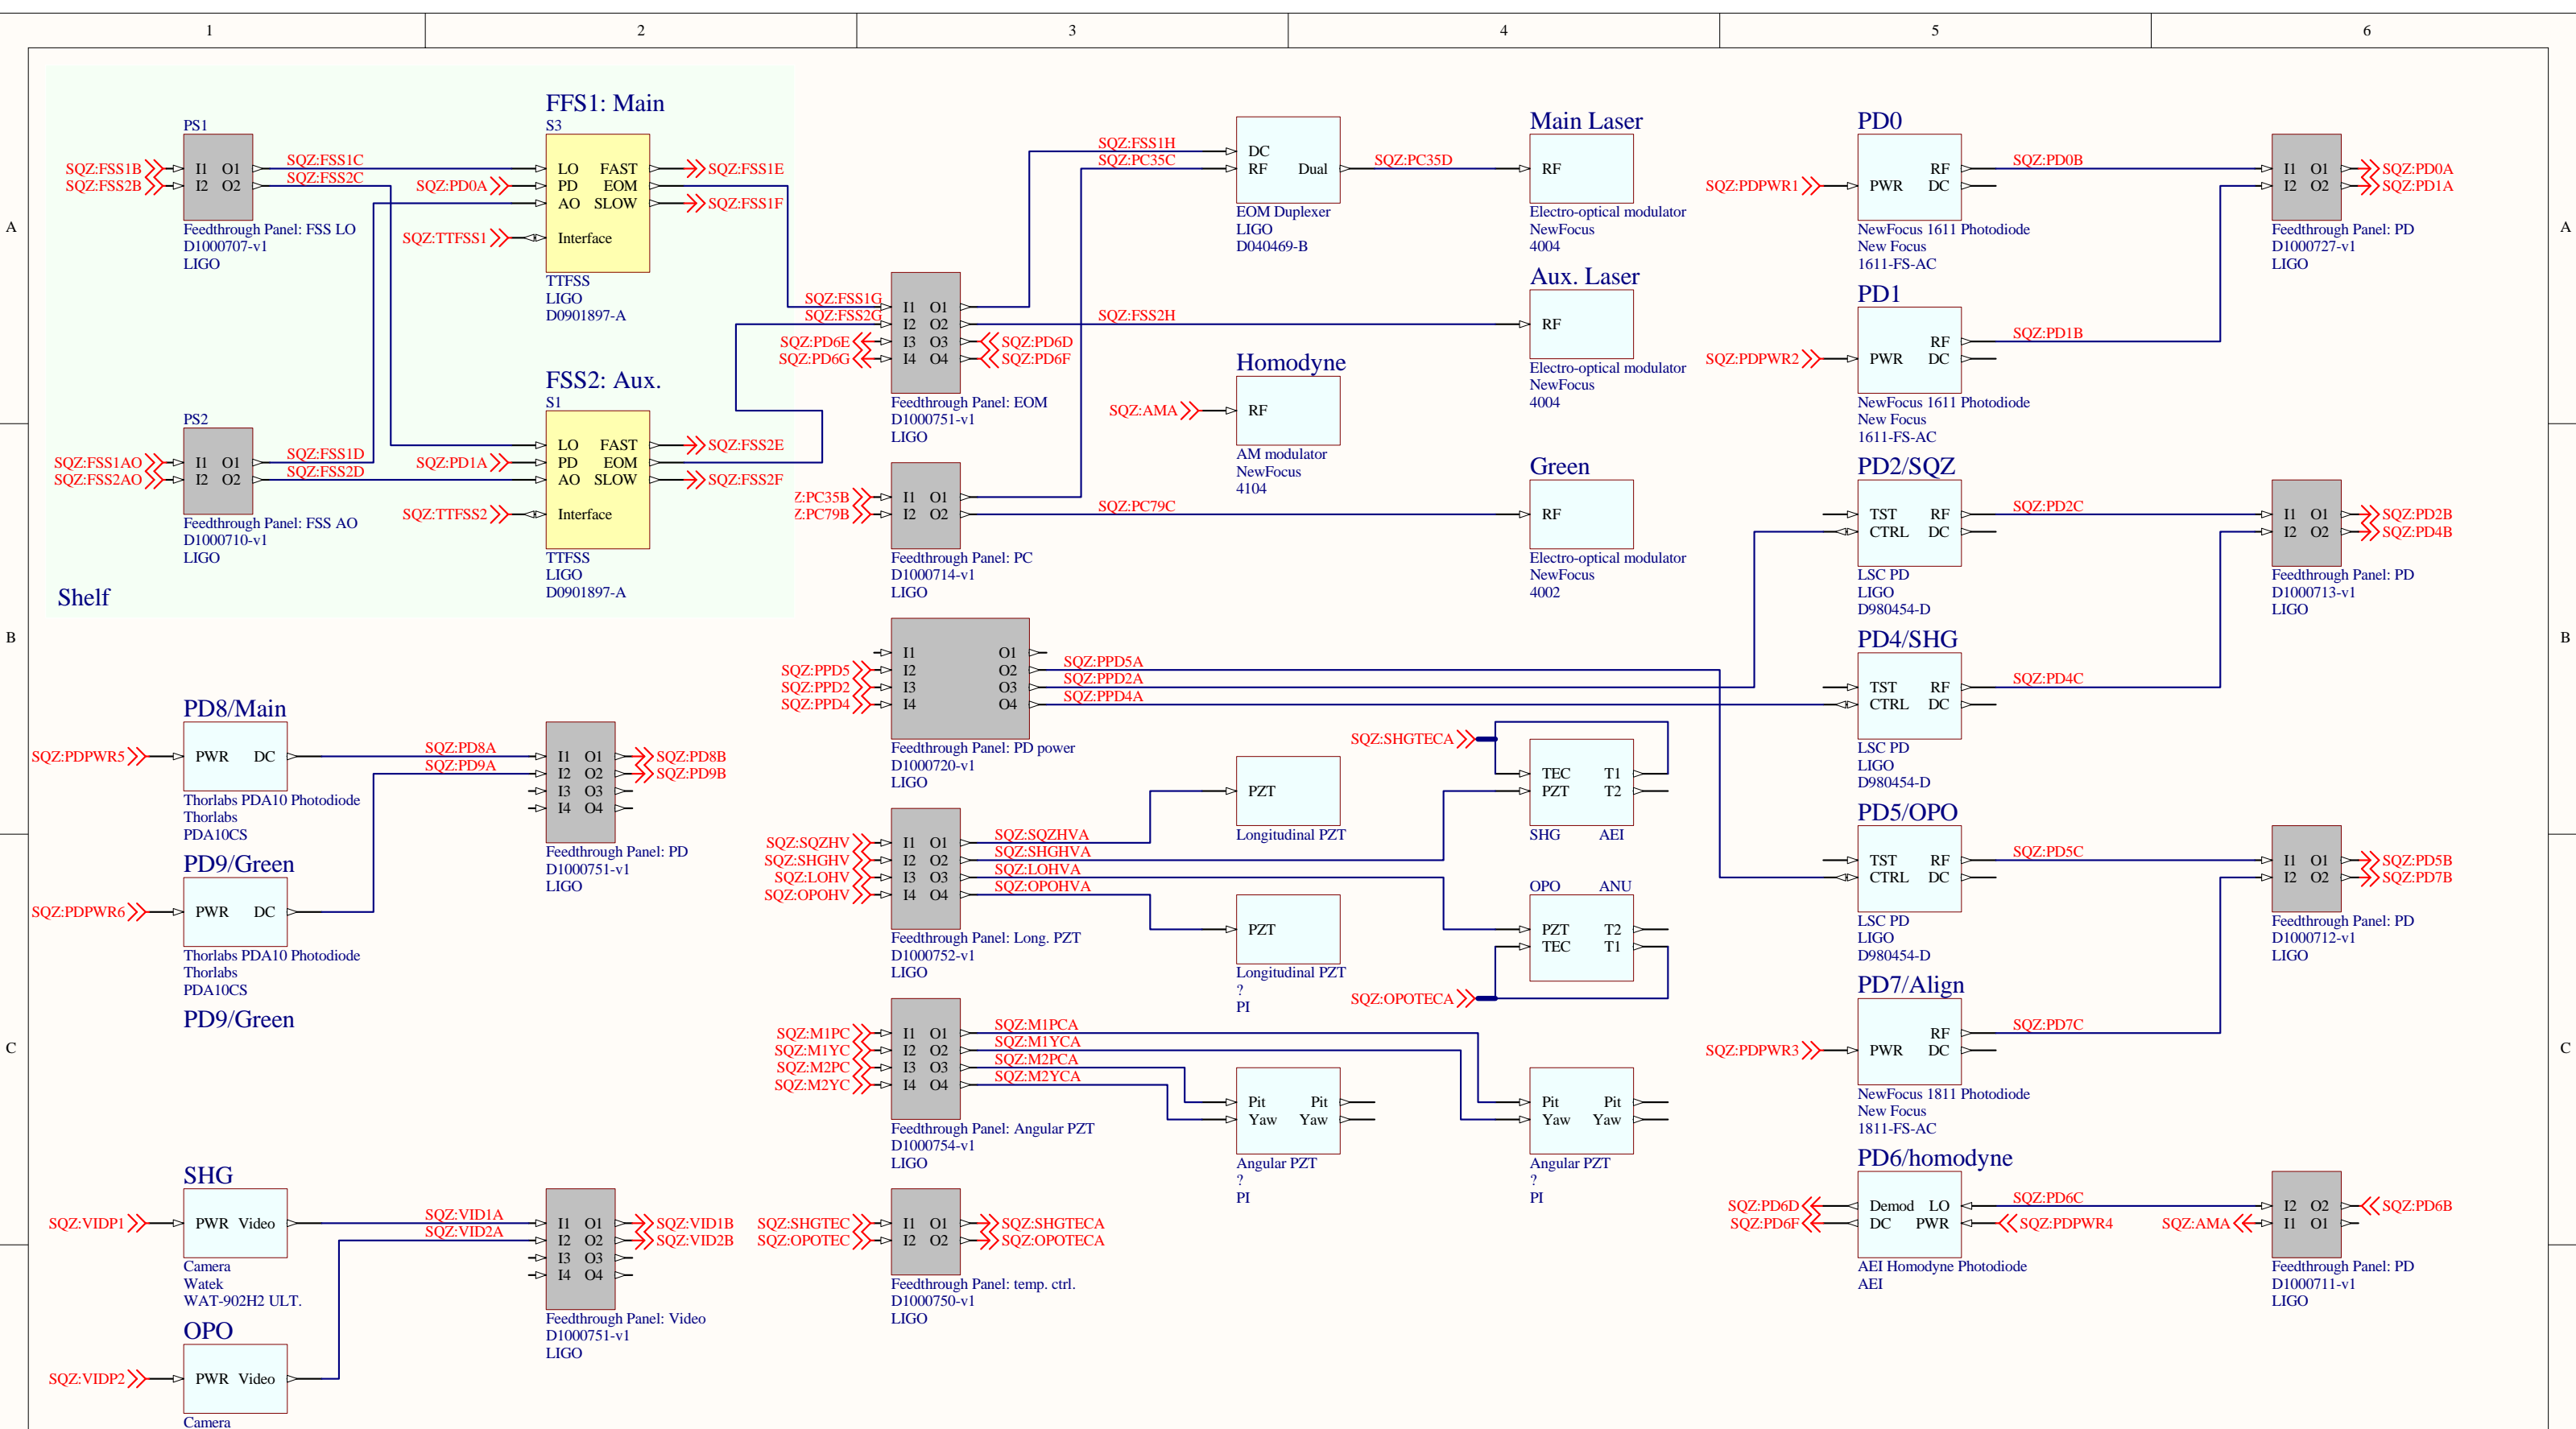 1 2 3 4 5 6
A A
B B
C C
FFS1: Main
PS1
S3
SQZ:FSS1B
SQZ:FSS2B
I1 O1
I2 O2
SQZ:FSS1C
SQZ:FSS2C
Feedthrough Panel: FSS LO
D1000707-v1
LIGO
SQZ:PD0A
SQZ:TTFSS1
LO FAST
PD EOM
AO SLOW
Interface
SQZ:FSS1E
SQZ:FSS1F
TTFSS
LIGO
D0901897-A
PS2
SQZ:FSS1AO
SQZ:FSS2AO
I1 O1
I2 O2
SQZ:FSS1D
SQZ:FSS2D
Feedthrough Panel: FSS AO
D1000710-v1
LIGO
FSS2: Aux.
S1
SQZ:PD1A
SQZ:TTFSS2
LO FAST
PD EOM
AO SLOW
Interface
SQZ:FSS2E
SQZ:FSS2F
TTFSS
LIGO
D0901897-A
Shelf
PD8/Main
SQZ:PDPWR5
PWR DC
SQZ:PD8A
SQZ:PD9A
Thorlabs PDA10 Photodiode
Thorlabs
PDA10CS
PD9/Green
SQZ:PDPWR6
PWR DC
Thorlabs PDA10 Photodiode
Thorlabs
PDA10CS
PD9/Green
I1 O1
I2 O2
I3 O3
I4 O4
SQZ:PD8B
SQZ:PD9B
Feedthrough Panel: PD
D1000751-v1
LIGO
SHG
SQZ:VIDP1
PWR Video
SQZ:VID1A
SQZ:VID2A
Camera
Watek
WAT-902H2 ULT.
OPO
SQZ:VIDP2
PWR Video
Camera
I1 O1
I2 O2
I3 O3
I4 O4
SQZ:VID1B
SQZ:VID2B
Feedthrough Panel: Video
D1000751-v1
LIGO
SQZ:FSS1G
SQZ:FSS2G
SQZ:PD6E
SQZ:PD6G
I1 O1
I2 O2
I3 O3
I4 O4
SQZ:PD6D
SQZ:PD6F
Feedthrough Panel: EOM
D1000751-v1
LIGO
Z:PC35B
Z:PC79B
I1 O1
I2 O2
Feedthrough Panel: PC
D1000714-v1
LIGO
SQZ:PPD5
SQZ:PPD2
SQZ:PPD4
I1 O1
I2 O2
I3 O3
I4 O4
SQZ:PPD5A
SQZ:PPD2A
SQZ:PPD4A
Feedthrough Panel: PD power
D1000720-v1
LIGO
SQZ:SQZHV
SQZ:SHGHV
SQZ:LOHV
SQZ:OPOHV
I1 O1
I2 O2
I3 O3
I4 O4
SQZ:SQZHVA
SQZ:SHGHVA
SQZ:LOHVA
SQZ:OPOHVA
Feedthrough Panel: Long. PZT
D1000752-v1
LIGO
SQZ:M1PC
SQZ:M1YC
SQZ:M2PC
SQZ:M2YC
I1 O1
I2 O2
I3 O3
I4 O4
SQZ:M1PCA
SQZ:M1YCA
SQZ:M2PCA
SQZ:M2YCA
Feedthrough Panel: Angular PZT
D1000754-v1
LIGO
SQZ:SHGTEC
SQZ:OPOTEC
I1 O1
I2 O2
SQZ:SHGTECA
SQZ:OPOTECA
Feedthrough Panel: temp. ctrl.
D1000750-v1
LIGO
SQZ:FSS1H
SQZ:PC35C
DC
RF Dual
SQZ:PC35D
EOM Duplexer
LIGO
D040469-B
SQZ:FSS2H
Homodyne
SQZ:AMA
RF
AM modulator
NewFocus
4104
SQZ:PC79C
Main Laser
RF
Electro-optical modulator
NewFocus
4004
Aux. Laser
RF
Electro-optical modulator
NewFocus
4004
Green
RF
Electro-optical modulator
NewFocus
4002
PZT
Longitudinal PZT
PZT
Longitudinal PZT
?
PI
SQZ:SHGTECA
TEC T1
PZT T2
SHG AEI
OPO ANU
PZT T2
TEC T1
SQZ:OPOTECA
Pit Pit
Yaw Yaw
Angular PZT
?
PI
Pit Pit
Yaw Yaw
Angular PZT
?
PI
PD0
SQZ:PDPWR1
RF
PWR DC
SQZ:PD0B
NewFocus 1611 Photodiode
New Focus
1611-FS-AC
PD1
SQZ:PDPWR2
RF
PWR DC
SQZ:PD1B
NewFocus 1611 Photodiode
New Focus
1611-FS-AC
PD2/SQZ
TST RF
CTRL DC
SQZ:PD2C
LSC PD
LIGO
D980454-D
PD4/SHG
TST RF
CTRL DC
SQZ:PD4C
LSC PD
LIGO
D980454-D
PD5/OPO
TST RF
CTRL DC
SQZ:PD5C
LSC PD
LIGO
D980454-D
PD7/Align
SQZ:PDPWR3
RF
PWR DC
SQZ:PD7C
NewFocus 1811 Photodiode
New Focus
1811-FS-AC
PD6/homodyne
SQZ:PD6D
SQZ:PD6F
Demod LO
DC PWR
SQZ:PD6C
SQZ:PDPWR4
AEI Homodyne Photodiode
AEI
I1 O1
I2 O2
SQZ:PD0A
SQZ:PD1A
Feedthrough Panel: PD
D1000727-v1
LIGO
I1 O1
I2 O2
SQZ:PD2B
SQZ:PD4B
Feedthrough Panel: PD
D1000713-v1
LIGO
I1 O1
I2 O2
SQZ:PD5B
SQZ:PD7B
Feedthrough Panel: PD
D1000712-v1
LIGO
SQZ:AMA
I2 O2
I1 O1
SQZ:PD6B
Feedthrough Panel: PD
D1000711-v1
LIGO